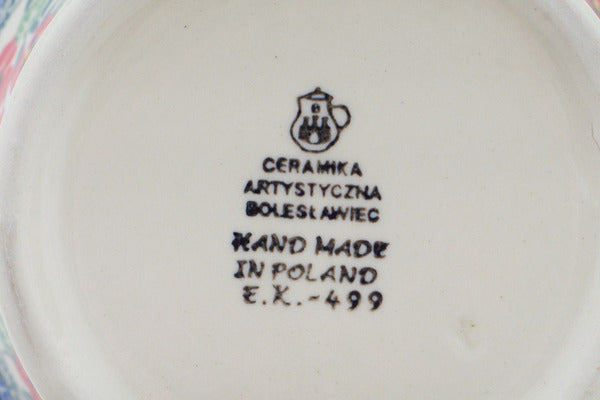 CERAMIKA
ARTYSTYCZNA
BOLESŁAWIEC
HAND MADE
IN POLAND
E.K.-499